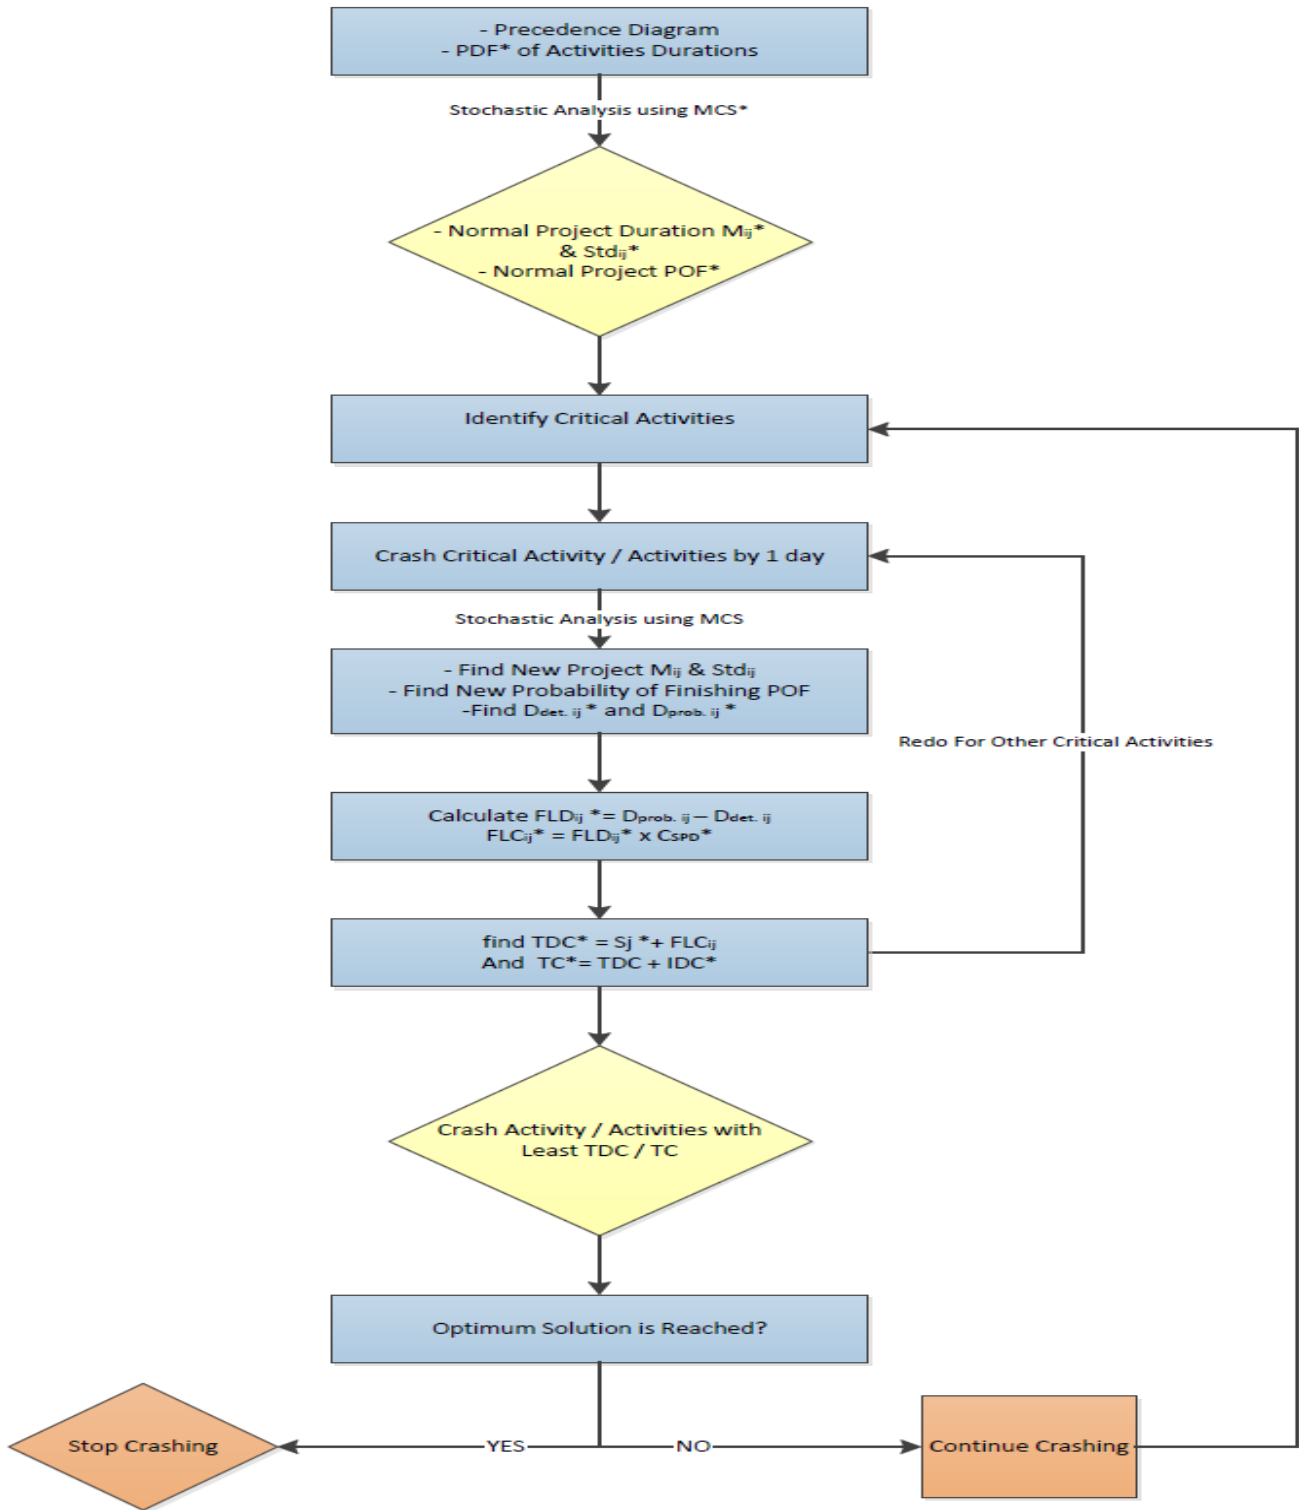 - Precedence Diagram
- PDF* of Activities Durations
Stochastic Analysis using MCS*
- Normal Project Duration Mij*
& Stdij*
- Normal Project POF*
Identify Critical Activities
Crash Critical Activity / Activities by 1 day
Stochastic Analysis using MCS
- Find New Project Mij & Stdij
- Find New Probability of Finishing POF
-Find Ddet. ij * and Dprob. ij *
Redo For Other Critical Activities
Calculate FLDij *= Dprob. ij – Ddet. ij
FLCij* = FLDij* x CSPD*
find TDC* = Sj *+ FLCij
And TC*= TDC + IDC*
Crash Activity / Activities with
Least TDC / TC
Optimum Solution is Reached?
Stop Crashing
YES
NO
Continue Crashing